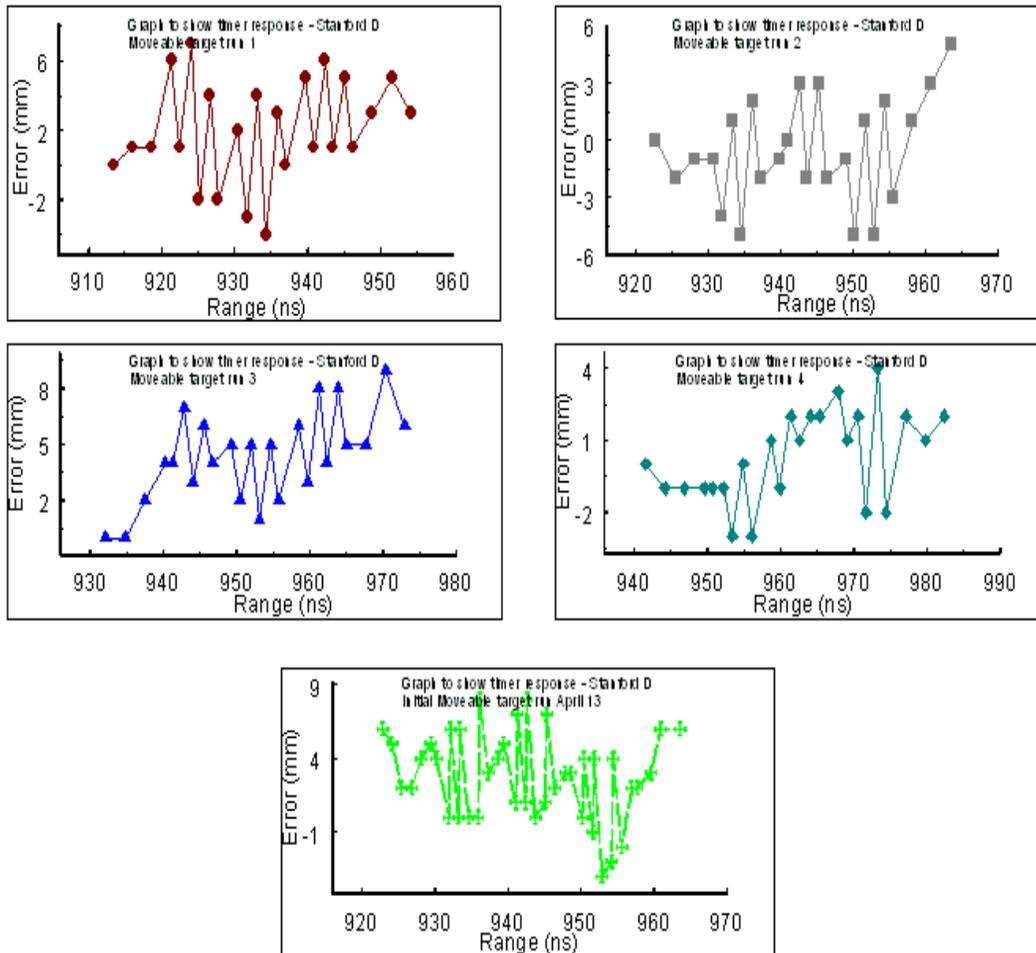 Graph to show timer response - Stanford D
Moveable target run 1
6
2
-2
Error (mm)
910 920 930 940 950 960
Range (ns)
Graph to show timer response - Stanford D
Moveable target run 2
6
3
0
-3
-6
Error (mm)
920 930 940 950 960 970
Range (ns)
Graph to show timer response - Stanford D
Moveable target run 3
8
5
2
Error (mm)
930 940 950 960 970 980
Range (ns)
Graph to show timer response - Stanford D
Moveable target run 4
4
1
-2
Error (mm)
940 950 960 970 980 990
Range (ns)
Graph to show timer response - Stanford D
Initial Moveable target run April 13
9
4
-1
Error (mm)
920 930 940 950 960 970
Range (ns)